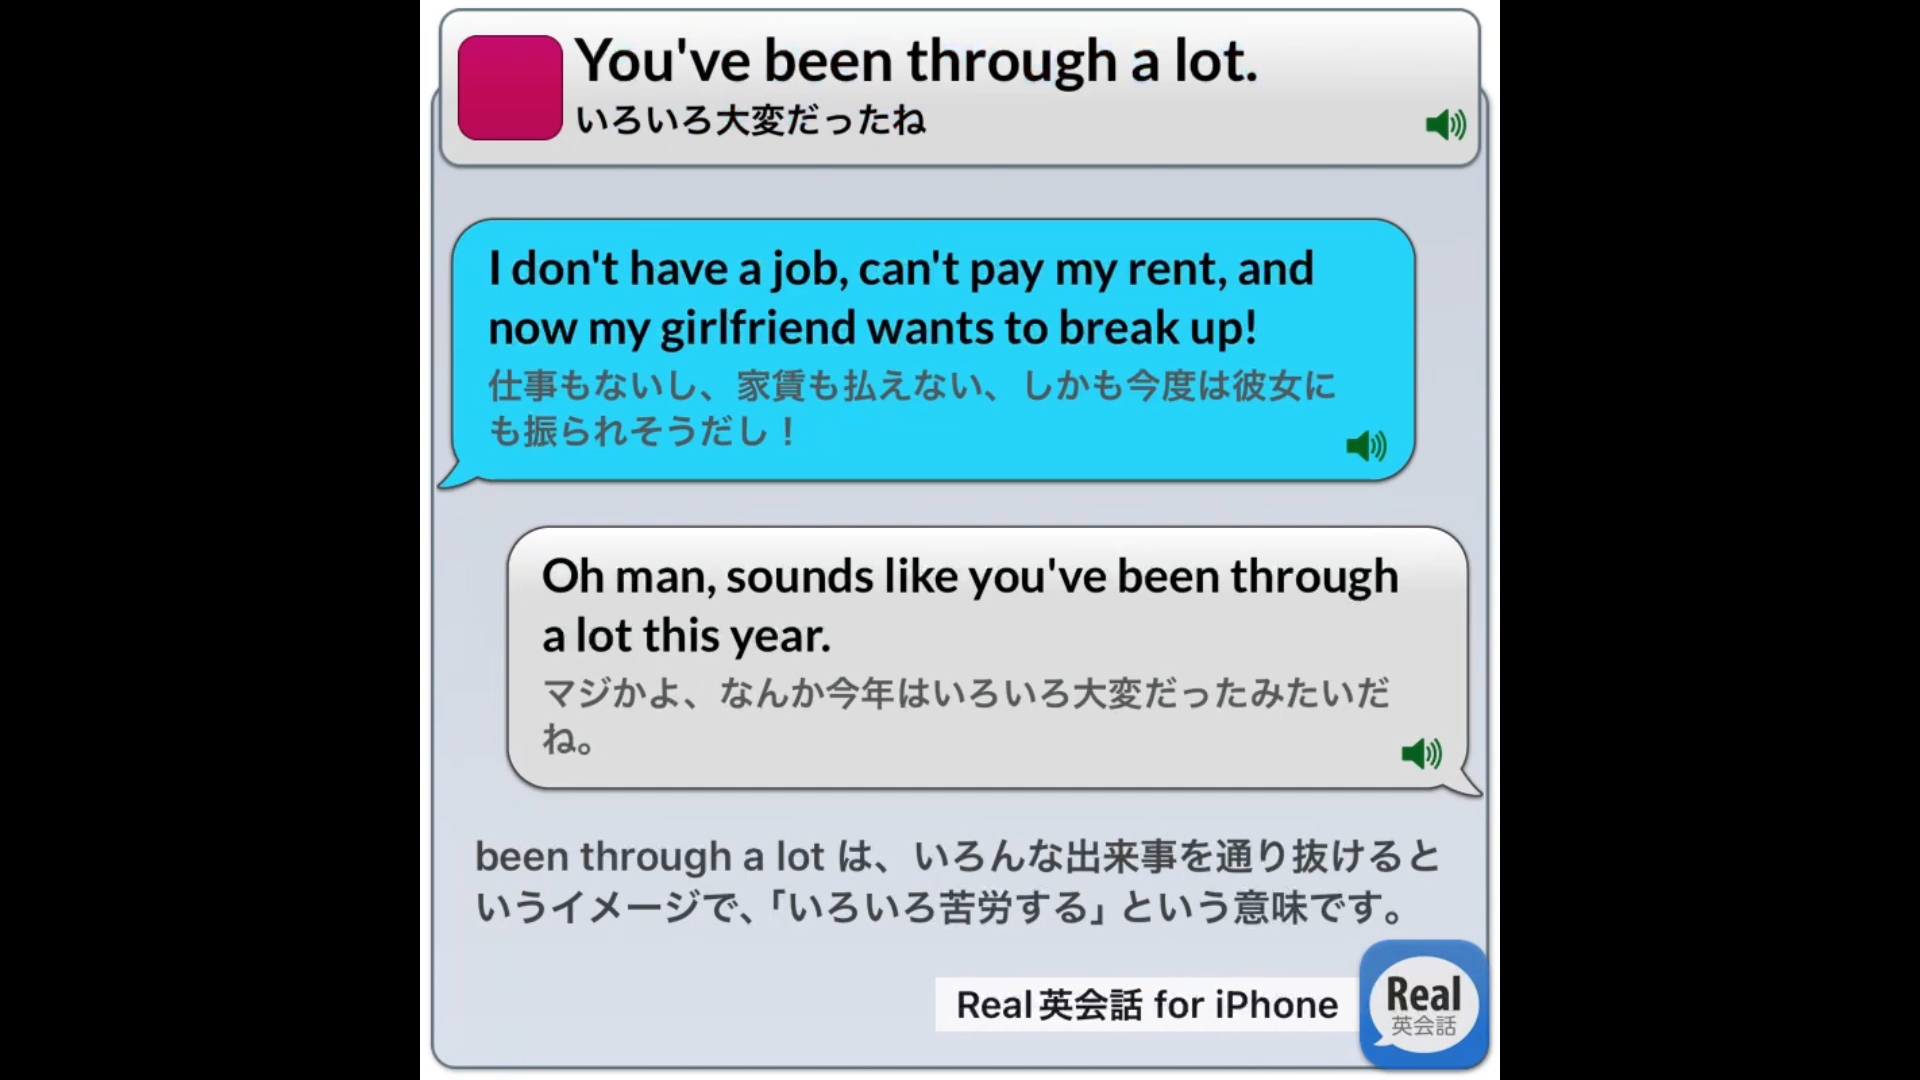 You've been through a lot.
いろいろ大変だったね
I don't have a job, can't pay my rent, and
now my girlfriend wants to break up!
仕事もないし、家賃も払えない、しかも今度は彼女に
も振られそうだし！
Oh man, sounds like you've been through
a lot this year.
マジかよ、なんか今年はいろいろ大変だったみたいだ
ね。
been through a lot は、いろんな出来事を通り抜けると
いうイメージで、「いろいろ苦労する」という意味です。
Real英会話 for iPhone
Real
英会話